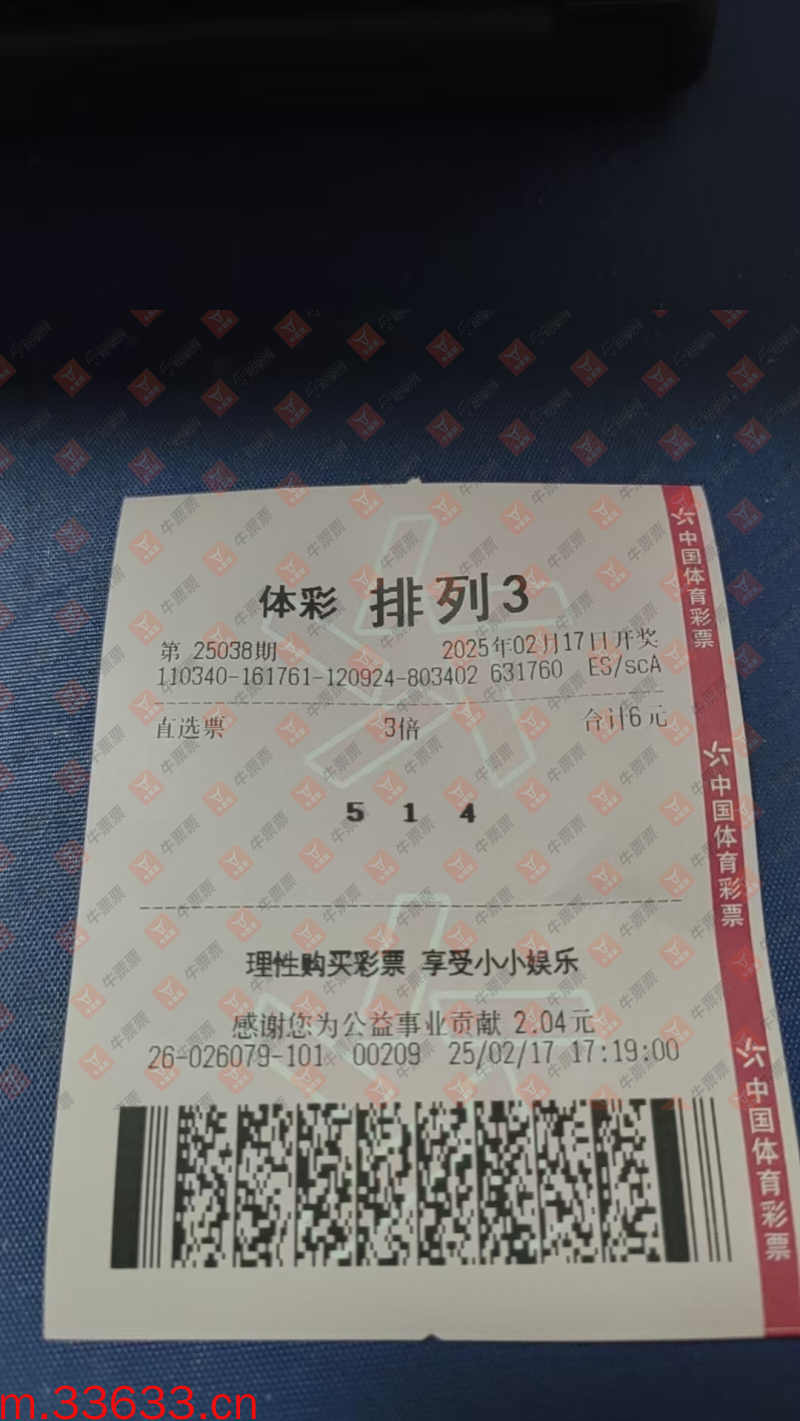 体彩 排列3
第 25038期 2025年02月17日开奖
110340-161761-120924-803402 631760 ES/scA
直选票 3倍 合计6元
5 1 4
理性购买彩票 享受小小娱乐
感谢您为公益事业贡献 2.04元
26-026079-101 00209 25/02/17 17:19:00
中国体育彩票
中国体育彩票
中国体育彩票
牛票票
m.33633.cn